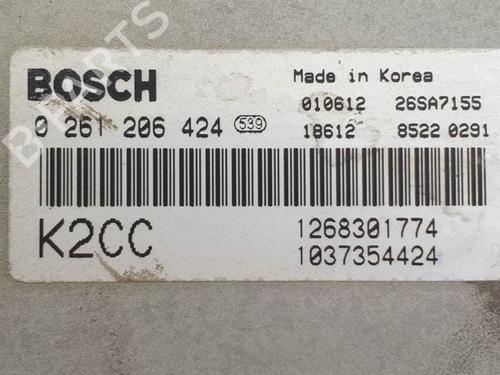 BOSCH
Made in Korea
010612 26SA7155
0 261 206 424 539
18612 8522 0291
K2CC
1268301774
1037354424